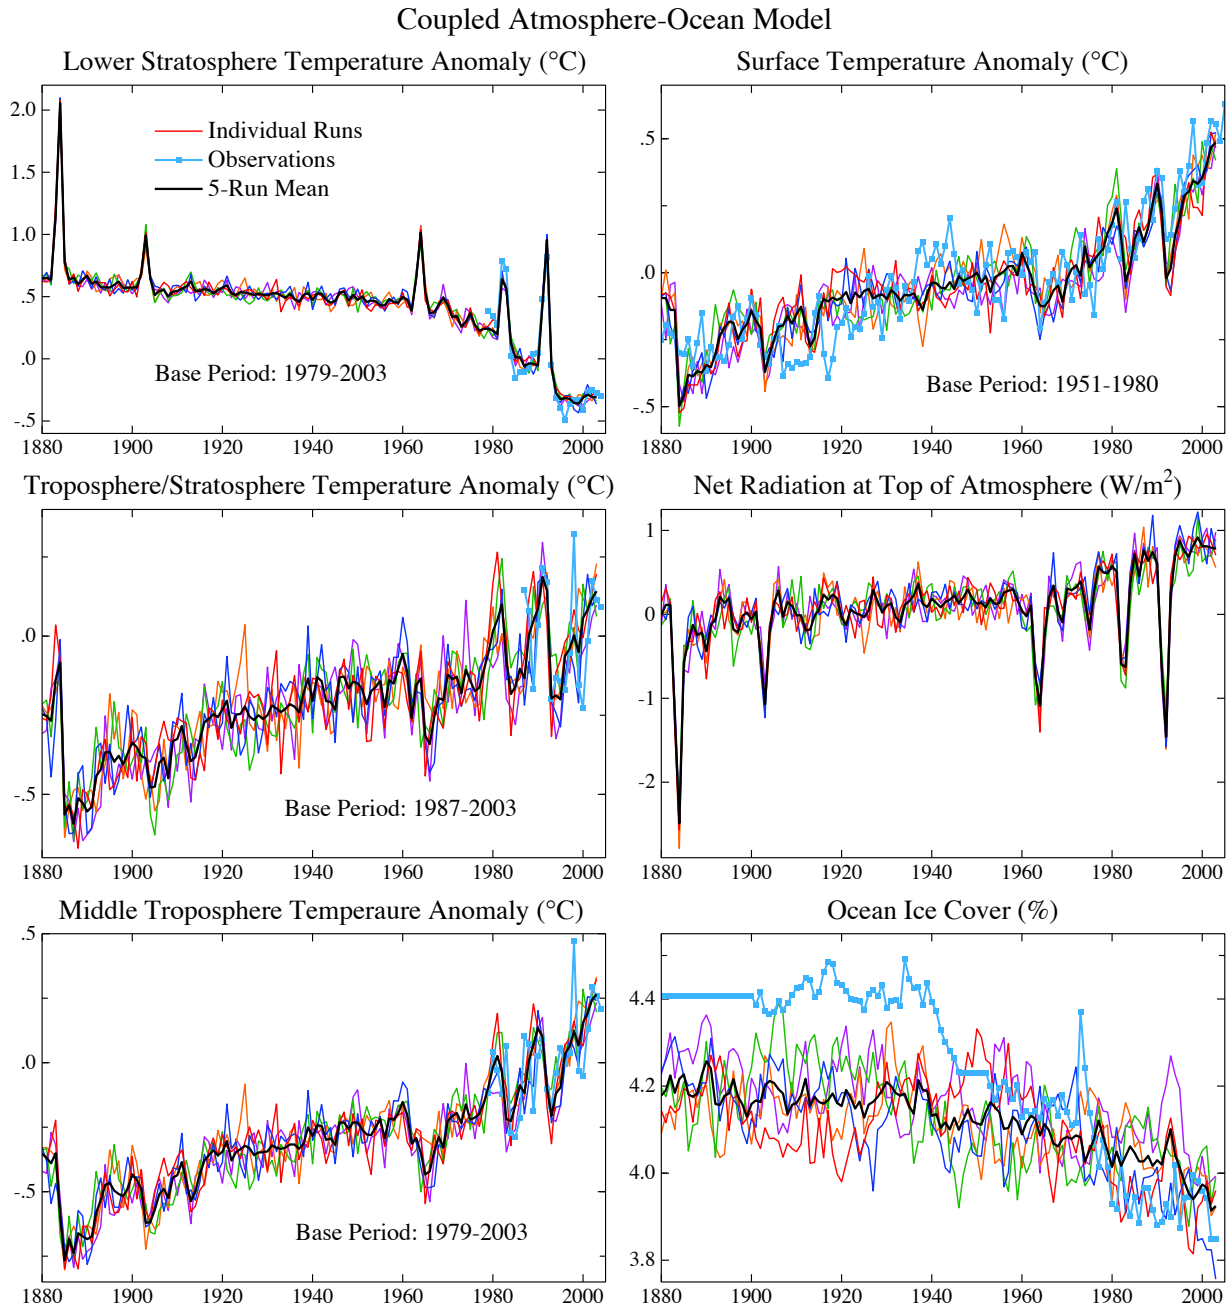 Coupled Atmosphere-Ocean Model
Lower Stratosphere Temperature Anomaly (°C)
2.0
1.5
1.0
.5
.0
-.5
Individual Runs
Observations
5-Run Mean
Base Period: 1979-2003
1880 1900 1920 1940 1960 1980 2000
Surface Temperature Anomaly (°C)
.5
.0
-.5
Base Period: 1951-1980
1880 1900 1920 1940 1960 1980 2000
Troposphere/Stratosphere Temperature Anomaly (°C)
.0
-.5
Base Period: 1987-2003
1880 1900 1920 1940 1960 1980 2000
Net Radiation at Top of Atmosphere (W/m²)
1
0
-1
-2
1880 1900 1920 1940 1960 1980 2000
Middle Troposphere Temperaure Anomaly (°C)
.5
.0
-.5
Base Period: 1979-2003
1880 1900 1920 1940 1960 1980 2000
Ocean Ice Cover (%)
4.4
4.2
4.0
3.8
1880 1900 1920 1940 1960 1980 2000